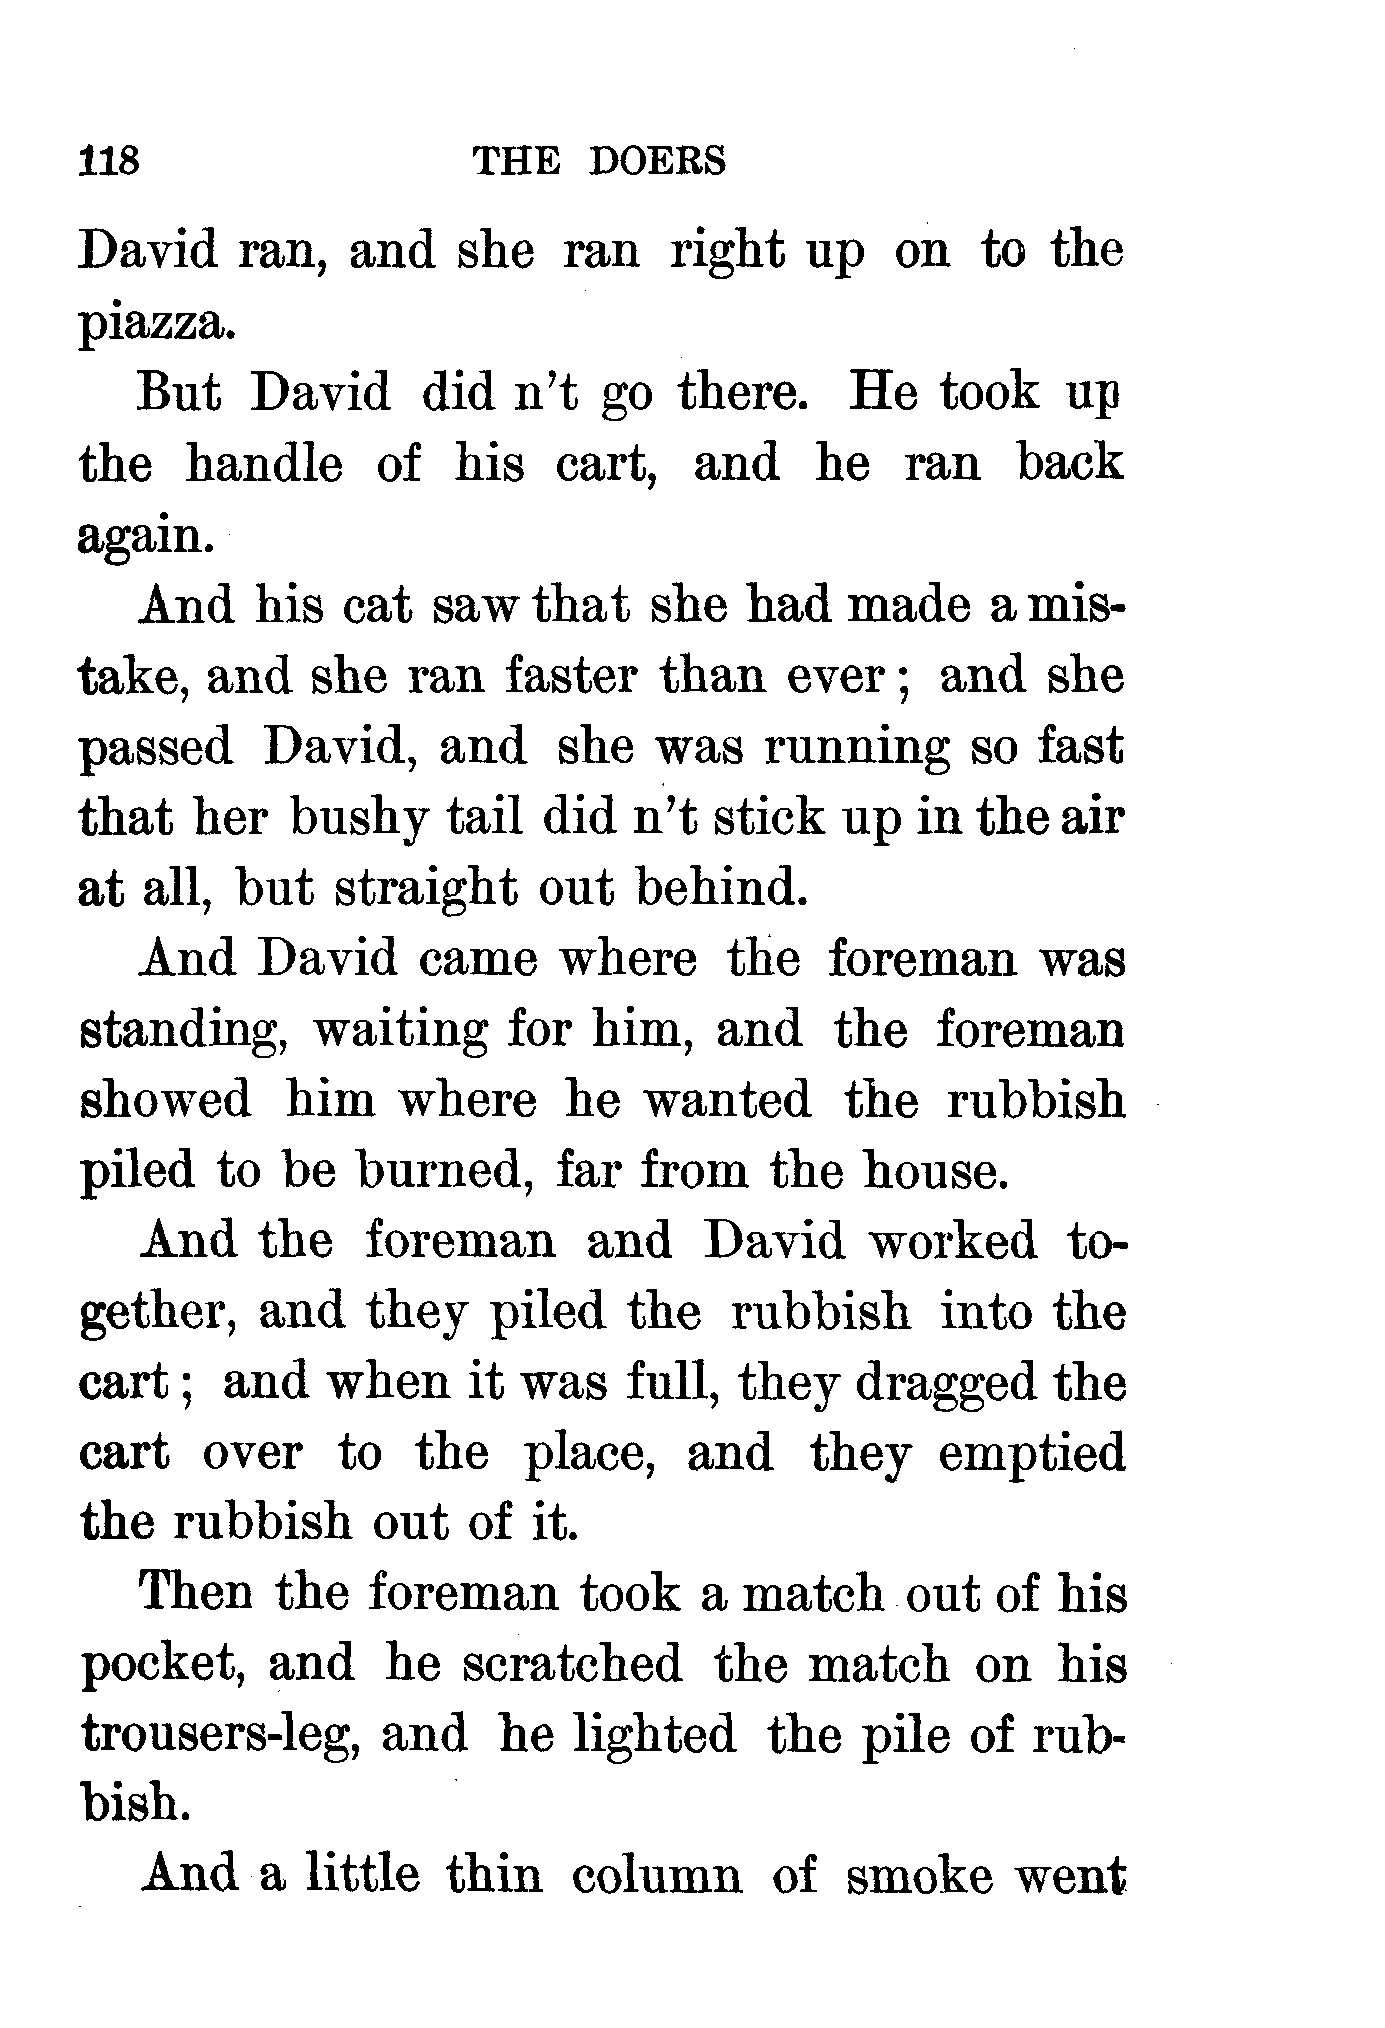 118 THE DOERS
David ran, and she ran right up on to the
piazza.
But David did n't go there. He took up
the handle of his cart, and he ran back
again.
And his cat saw that she had made a mis-
take, and she ran faster than ever; and she
passed David, and she was running so fast
that her bushy tail did n't stick up in the air
at all, but straight out behind.
And David came where the foreman was
standing, waiting for him, and the foreman
showed him where he wanted the rubbish
piled to be burned, far from the house.
And the foreman and David worked to-
gether, and they piled the rubbish into the
cart; and when it was full, they dragged the
cart over to the place, and they emptied
the rubbish out of it.
Then the foreman took a match out of his
pocket, and he scratched the match on his
trousers-leg, and he lighted the pile of rub-
bish.
And a little thin column of smoke went